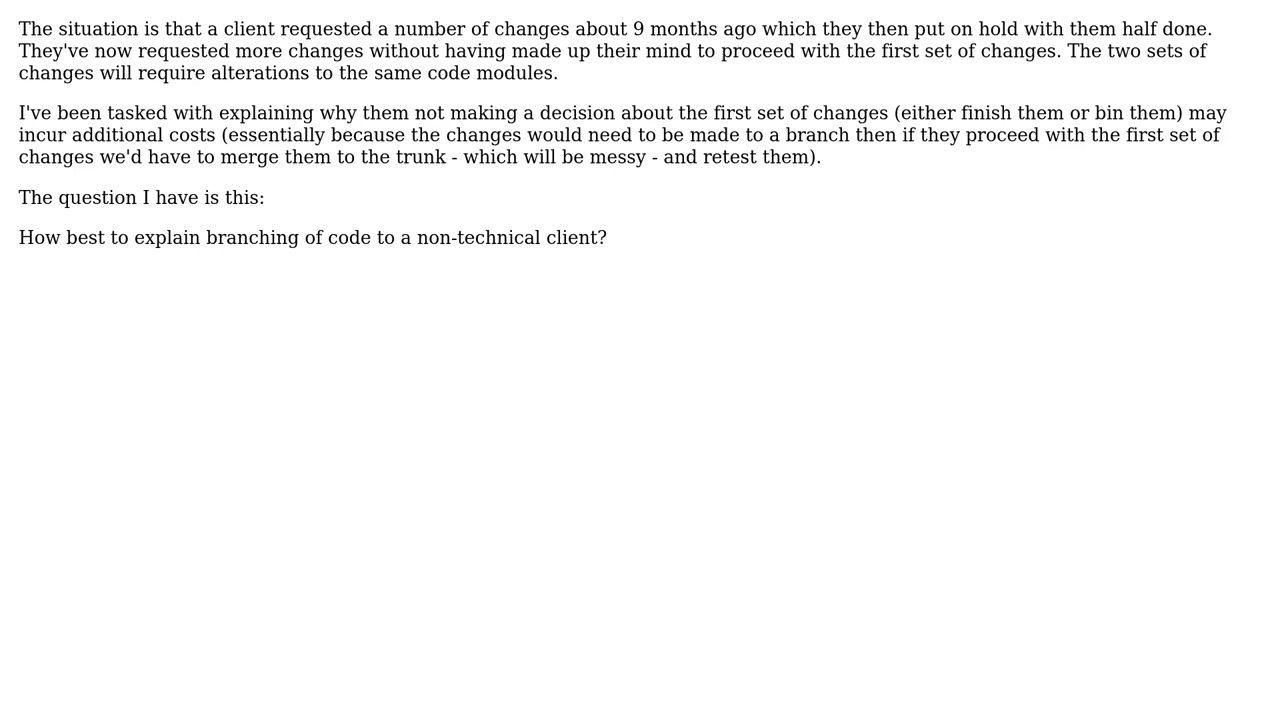 The situation is that a client requested a number of changes about 9 months ago which they then put on hold with them half done.
They've now requested more changes without having made up their mind to proceed with the first set of changes. The two sets of
changes will require alterations to the same code modules.
I've been tasked with explaining why them not making a decision about the first set of changes (either finish them or bin them) may
incur additional costs (essentially because the changes would need to be made to a branch then if they proceed with the first set of
changes we'd have to merge them to the trunk - which will be messy - and retest them).
The question I have is this:
How best to explain branching of code to a non-technical client?